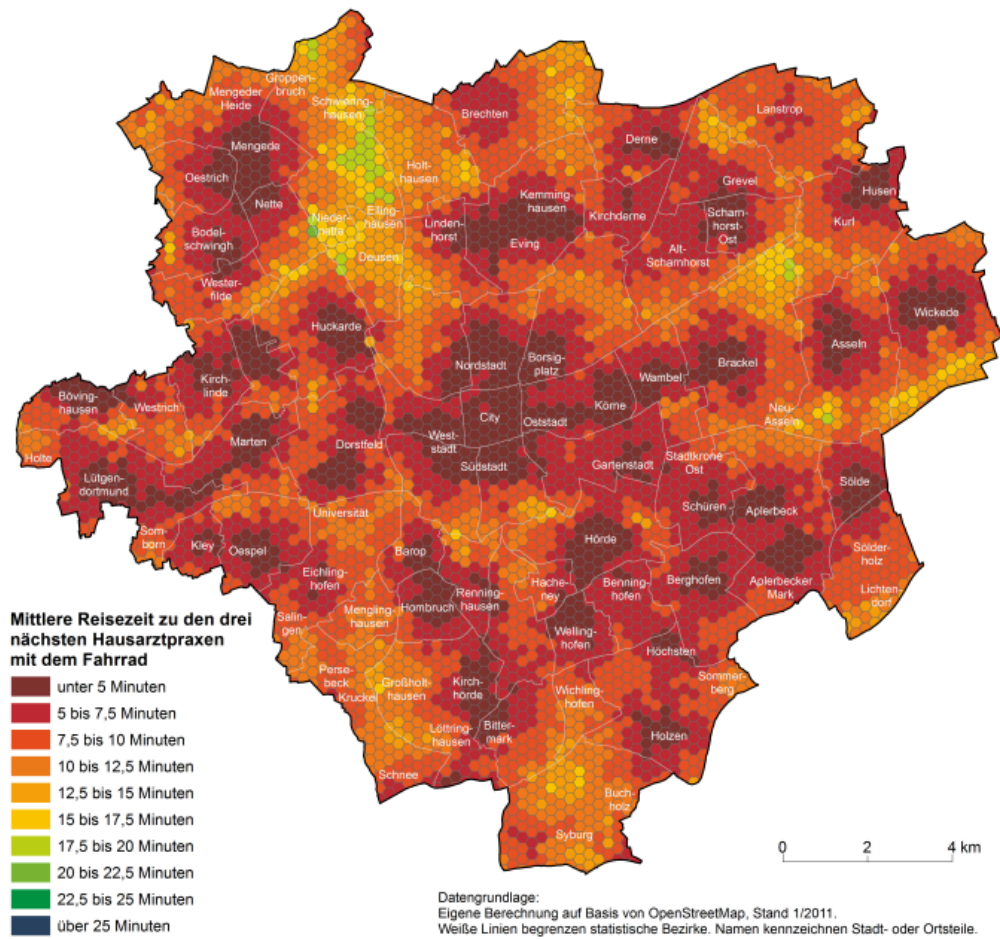 Groppen-
bruch
Mengeder
Heide
Schwiering-
hausen
Brechten
Lanstrop
Mengede
Derne
Oestrich
Holt-
hausen
Grevel
Husen
Nette
Kemming-
hausen
Kirchderne
Scharn-
horst-
Ost
Kurl
Bodel-
schwingh
Nieder-
nette
Elling-
hausen
Linden-
horst
Eving
Alt-
Scharnhorst
Deusen
Wester-
filde
Huckarde
Wickede
Asseln
Nordstadt
Borsig-
platz
Wambel
Brackel
Kirch-
linde
Böving-
hausen
Westrich
City
Körne
Oststadt
Neu-
Asseln
Marten
Dorstfeld
West-
stadt
Südstadt
Gartenstadt
Stadtkrone
Ost
Holte
Lütgen-
dortmund
Sölde
Schüren
Aplerbeck
Universität
Som-
born
Kley
Oespel
Barop
Hörde
Sölder-
holz
Eichling-
hofen
Renning-
hausen
Hache-
ney
Benning-
hofen
Berghofen
Aplerbecker
Mark
Lichten-
dorf
Salin-
gen
Mengling-
hausen
Hombruch
Welling-
hofen
Höchsten
Perse-
beck
Kruckel
Großholt-
hausen
Kirch-
hörde
Wichling-
hofen
Sommer-
berg
Löttring-
hausen
Bitter-
mark
Holzen
Schnee
Buch-
holz
Syburg
Mittlere Reisezeit zu den drei
nächsten Hausarztpraxen
mit dem Fahrrad
unter 5 Minuten
5 bis 7,5 Minuten
7,5 bis 10 Minuten
10 bis 12,5 Minuten
12,5 bis 15 Minuten
15 bis 17,5 Minuten
17,5 bis 20 Minuten
20 bis 22,5 Minuten
22,5 bis 25 Minuten
über 25 Minuten
0 2 4 km
Datengrundlage:
Eigene Berechnung auf Basis von OpenStreetMap, Stand 1/2011.
Weiße Linien begrenzen statistische Bezirke. Namen kennzeichnen Stadt- oder Ortsteile.